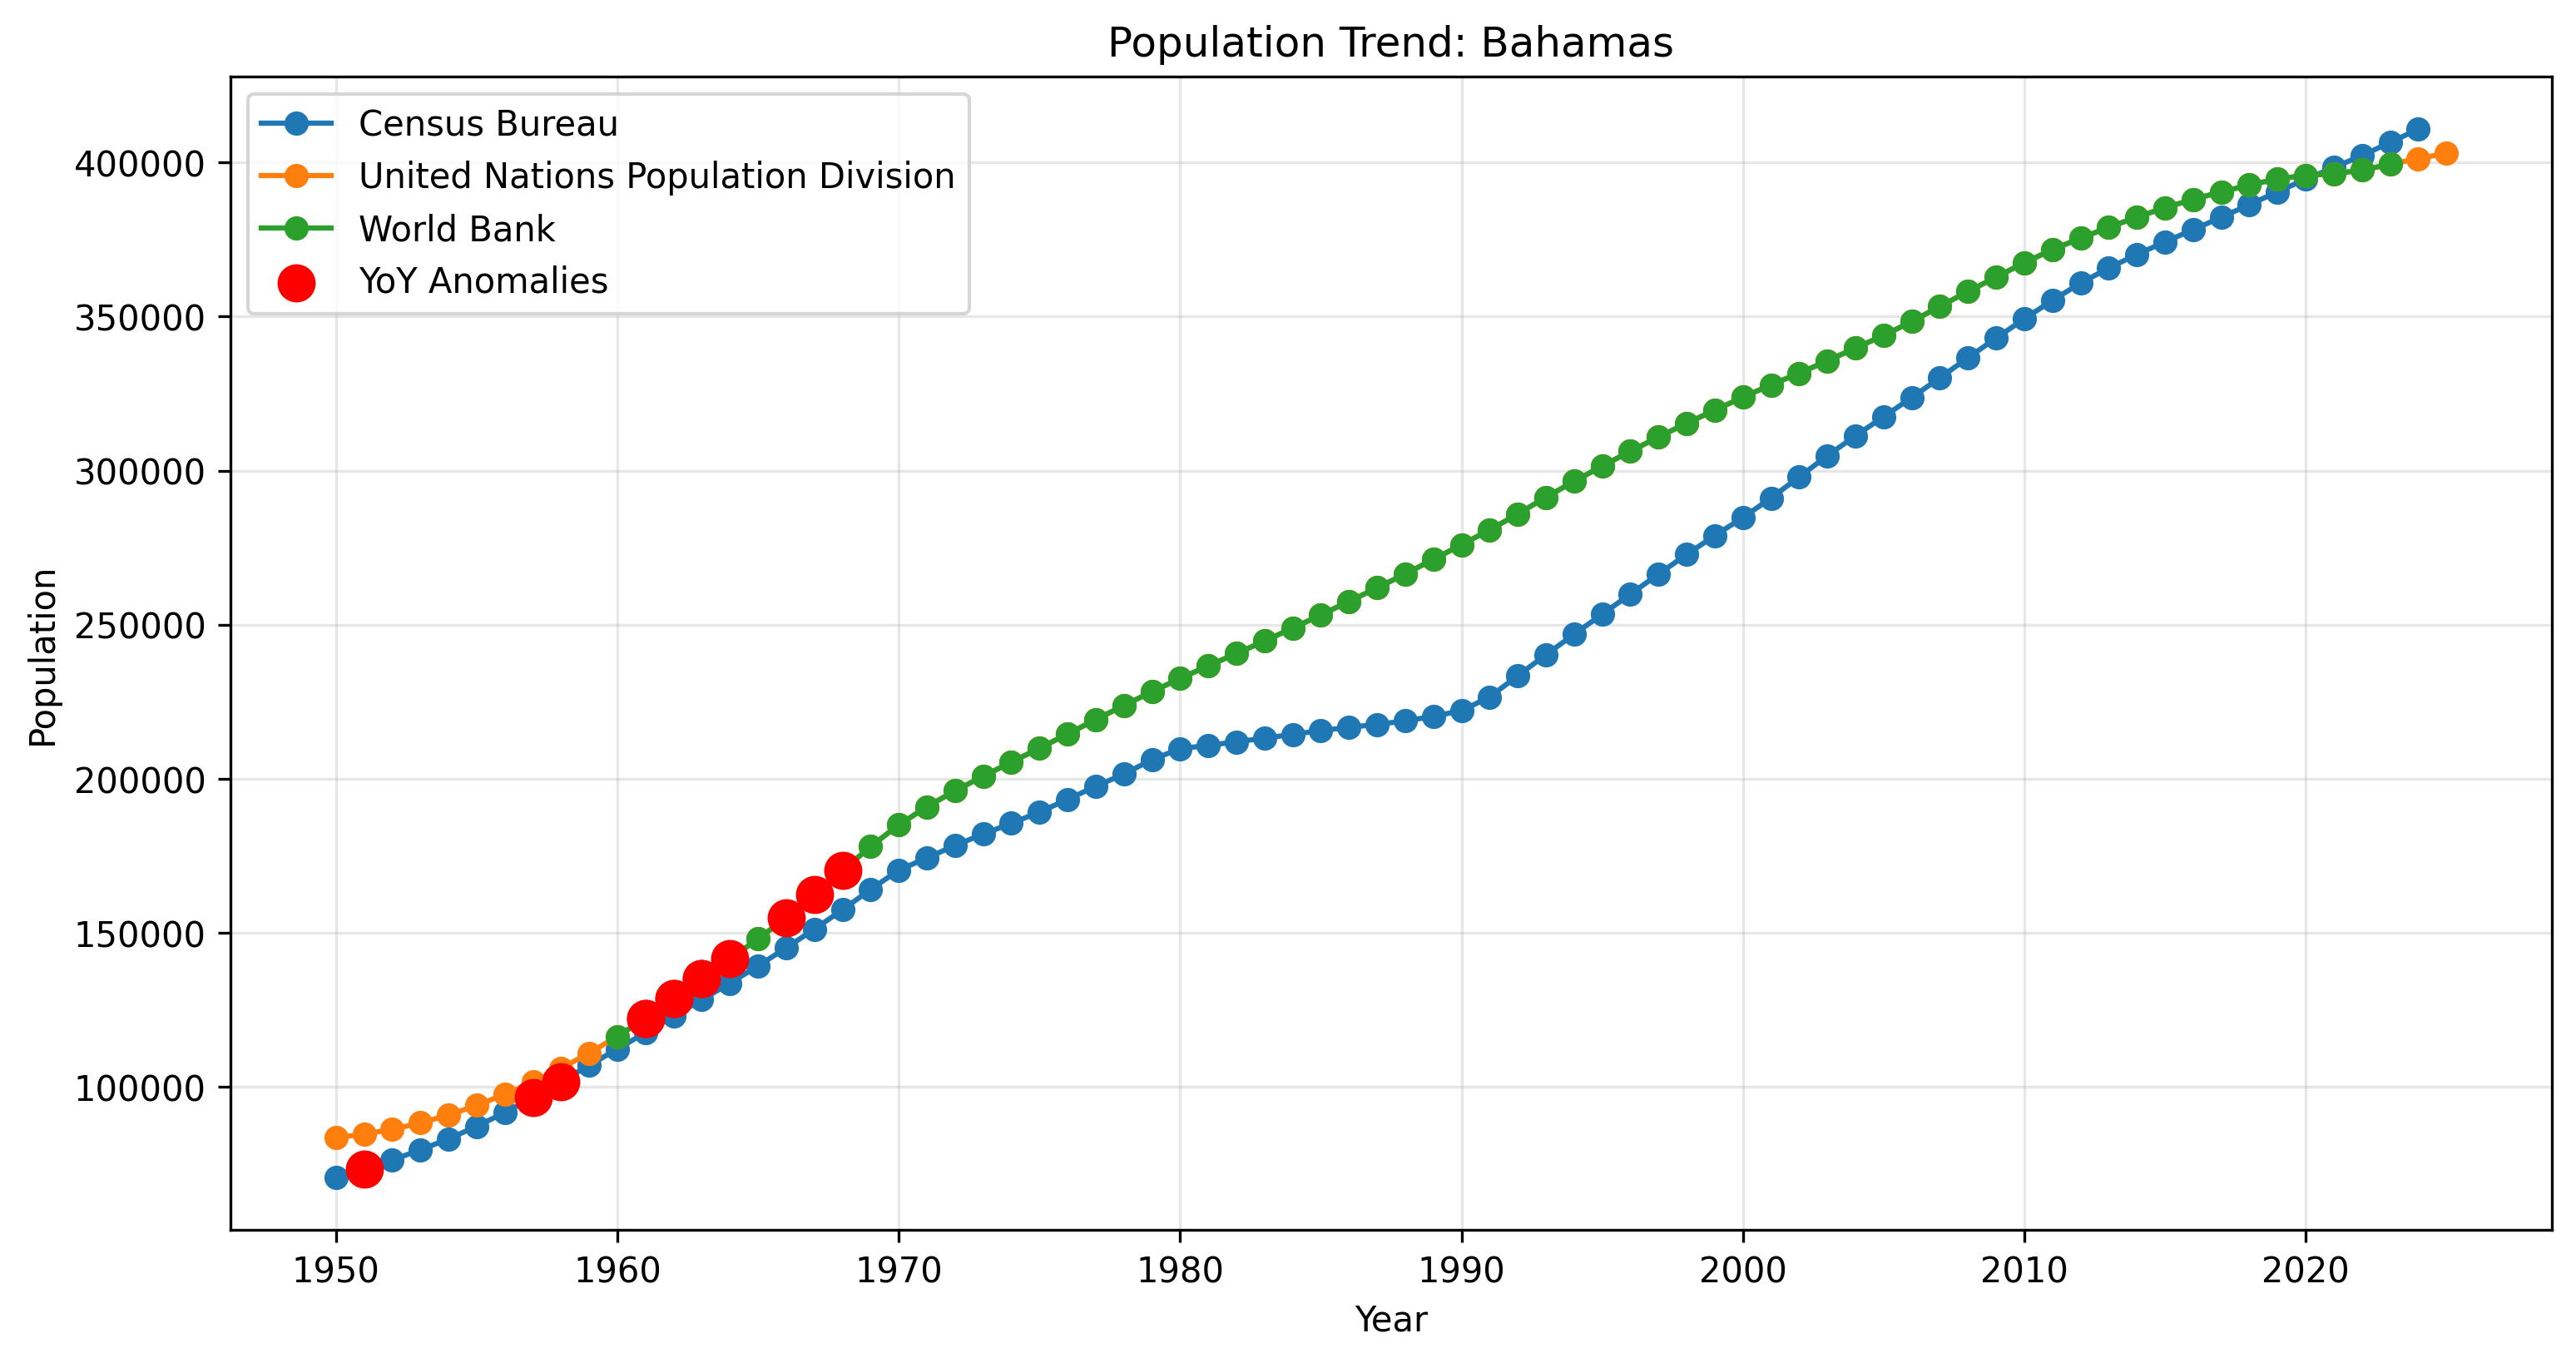 Population Trend: Bahamas
Census Bureau
United Nations Population Division
World Bank
YoY Anomalies
400000
350000
300000
250000
200000
150000
100000
Population
1950 1960 1970 1980 1990 2000 2010 2020
Year